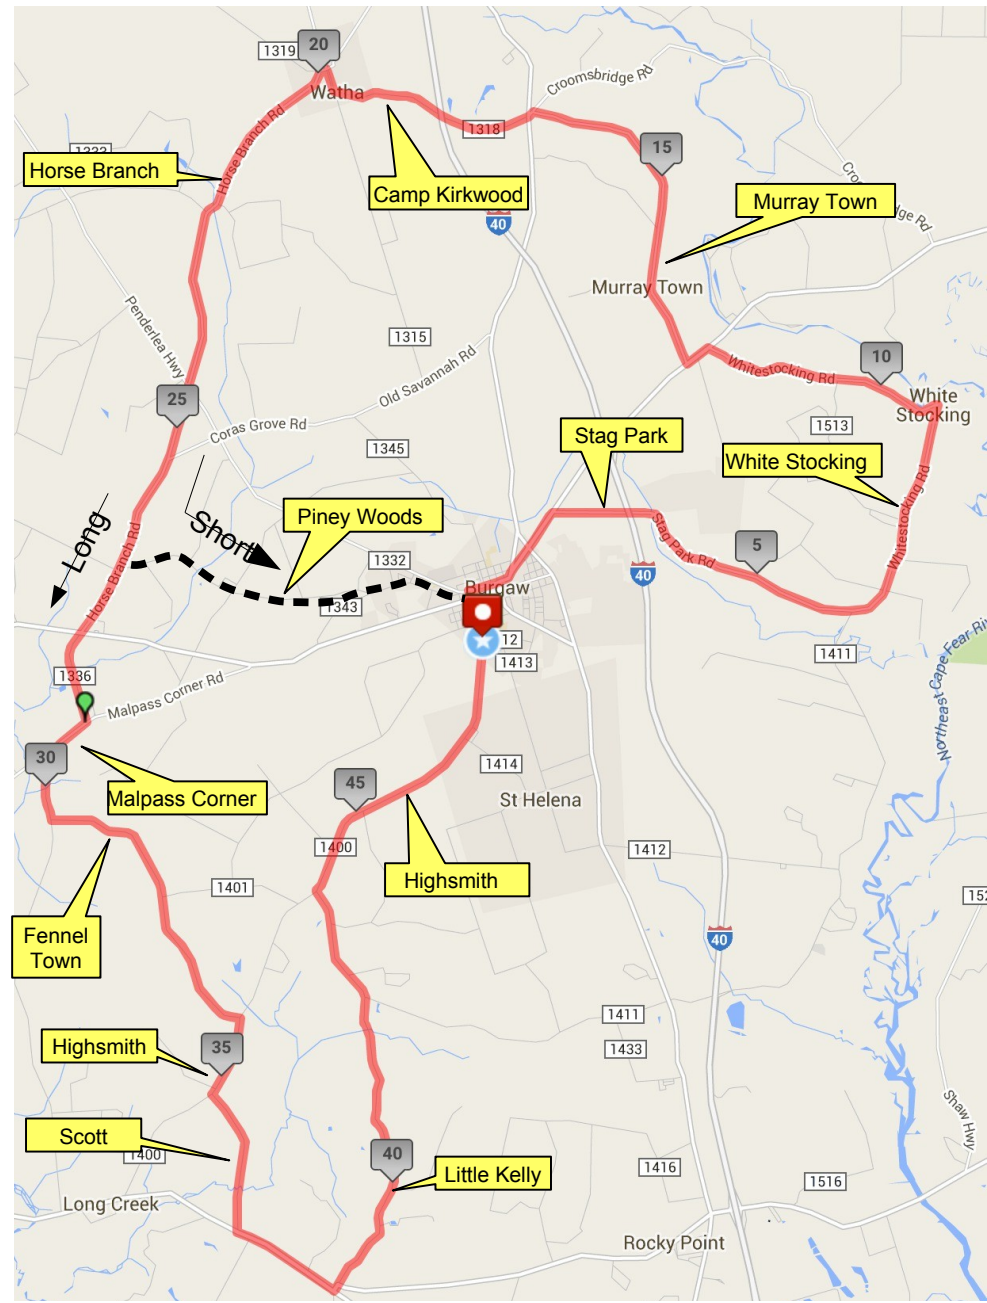 20
1319
Watha
Croomsbridge Rd
1318
15
Horse Branch Rd
Horse Branch
Camp Kirkwood
40
Murray Town
Murray Town
Penderlea Hwy
1315
Old Savannah Rd
Whitestocking Rd
10
White
Stocking
25
Coras Grove Rd
1345
1513
Stag Park
White Stocking
Whitestocking Rd
Long
Short
Piney Woods
1332
Stag Park Rd
5
40
Horse Branch Rd
1343
Burgaw
12
1413
1411
Northeast Cape Fear
1336
Malpass Corner Rd
30
Malpass Corner
45
1414
St Helena
1400
1412
1401
Highsmith
Fennel
Town
40
1411
1433
Highsmith
35
Scott
1400
40
Little Kelly
1416
1516
Shaw Hwy
Long Creek
Rocky Point